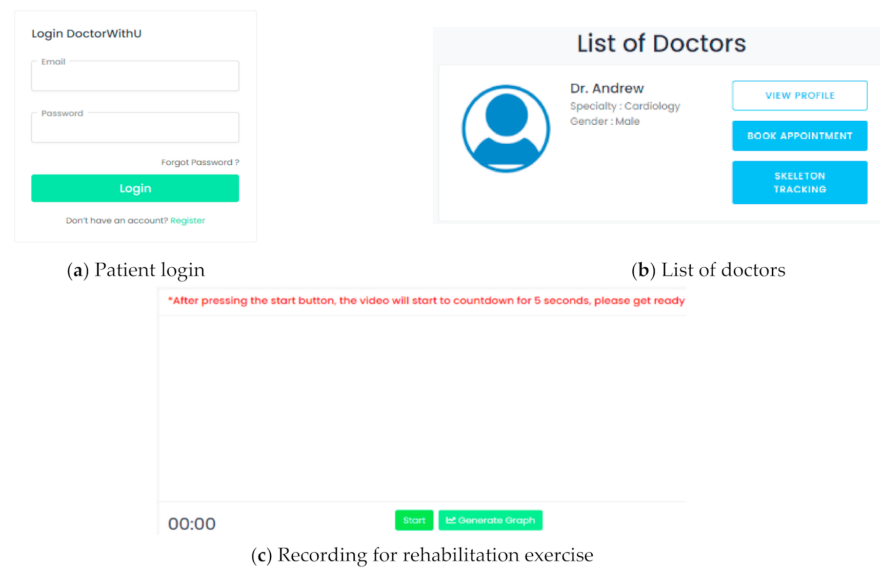 Login DoctorWithU
Email
Password
Forgot Password ?
Login
Don't have an account? Register
(a) Patient login
List of Doctors
Dr. Andrew
Specialty : Cardiology
Gender : Male
VIEW PROFILE
BOOK APPOINTMENT
SKELETON
TRACKING
(b) List of doctors
*After pressing the start button, the video will start to countdown for 5 seconds, please get ready
00:00
Start
Generate Graph
(c) Recording for rehabilitation exercise